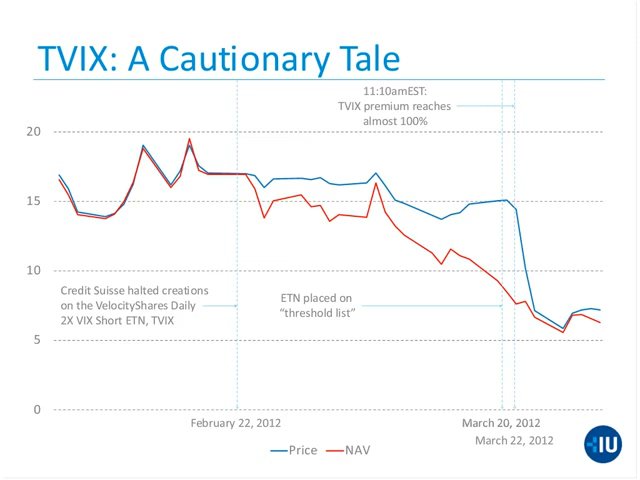 TVIX: A Cautionary Tale
11:10amEST:
TVIX premium reaches
almost 100%
20
15
10
Credit Suisse halted creations
on the VelocityShares Daily
2X VIX Short ETN, TVIX
ETN placed on
“threshold list”
5
0
February 22, 2012
March 20, 2012
March 22, 2012
Price NAV
IU